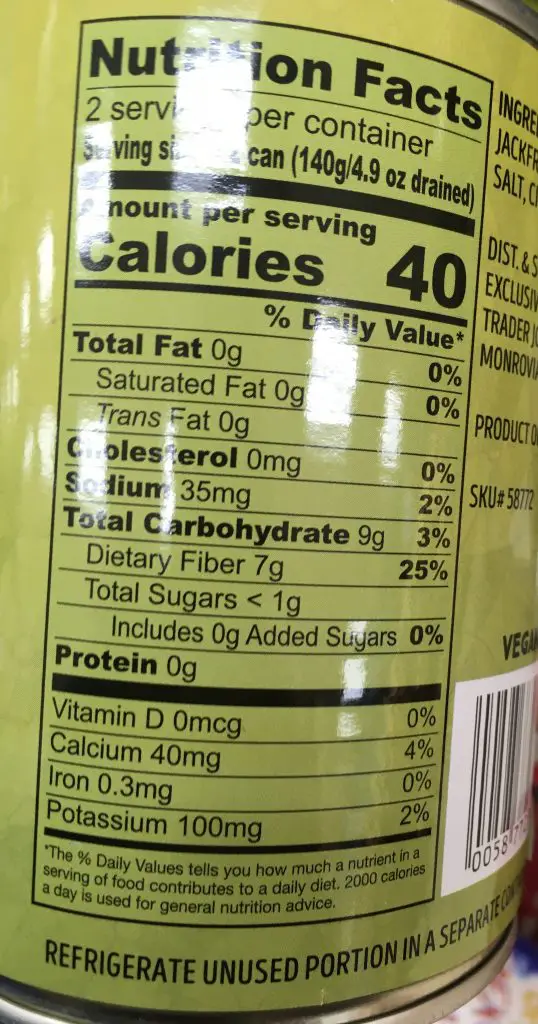 Nutrition Facts
2 servings per container
Serving size can (140g/4.9 oz drained)
Amount per serving
Calories 40
% Daily Value*
Total Fat 0g 0%
Saturated Fat 0g 0%
Trans Fat 0g
Cholesterol 0mg 0%
Sodium 35mg 2%
Total Carbohydrate 9g 3%
Dietary Fiber 7g 25%
Total Sugars < 1g
Includes 0g Added Sugars 0%
Protein 0g
Vitamin D 0mcg 0%
Calcium 40mg 4%
Iron 0.3mg 0%
Potassium 100mg 2%
*The % Daily Values tells you how much a nutrient in a
serving of food contributes to a daily diet. 2000 calories
a day is used for general nutrition advice.
REFRIGERATE UNUSED PORTION IN A SEPARATE
SALT,
DIST. &
TRADER
PRODUCT
SKU# 58772